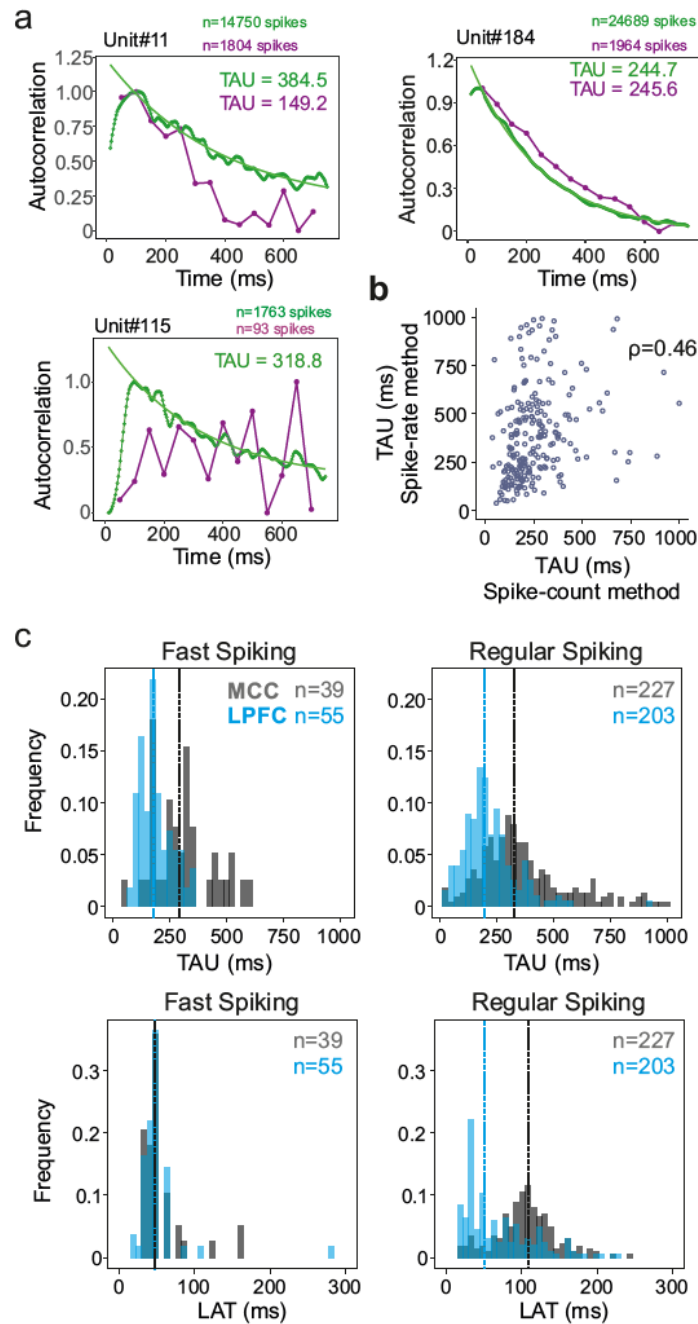 a
Unit#11
n=14750 spikes
n=1804 spikes
TAU = 384.5
TAU = 149.2
1.25
1.00
0.75
0.50
0.25
0
Autocorrelation
200 400 600
Time (ms)
Unit#184
n=24689 spikes
n=1964 spikes
TAU = 244.7
TAU = 245.6
1.2
0.9
0.6
0.3
0
Autocorrelation
200 400 600
Time (ms)
Unit#115
n=1763 spikes
n=93 spikes
TAU = 318.8
1.0
0.5
0
Autocorrelation
200 400 600
Time (ms)
b
1000
750
500
250
0
ρ=0.46
TAU (ms)
Spike-rate method
0 250 500 750 1000
TAU (ms)
Spike-count method
c
Fast Spiking
MCC n=39
LPFC n=55
0.20
0.15
0.10
0.05
0
Frequency
0 250 500 750 1000
TAU (ms)
Regular Spiking
n=227
n=203
0.20
0.15
0.10
0.05
0
0 250 500 750 1000
TAU (ms)
Fast Spiking
n=39
n=55
0.3
0.2
0.1
0
Frequency
0 100 200 300
LAT (ms)
Regular Spiking
n=227
n=203
0.3
0.2
0.1
0
0 100 200 300
LAT (ms)